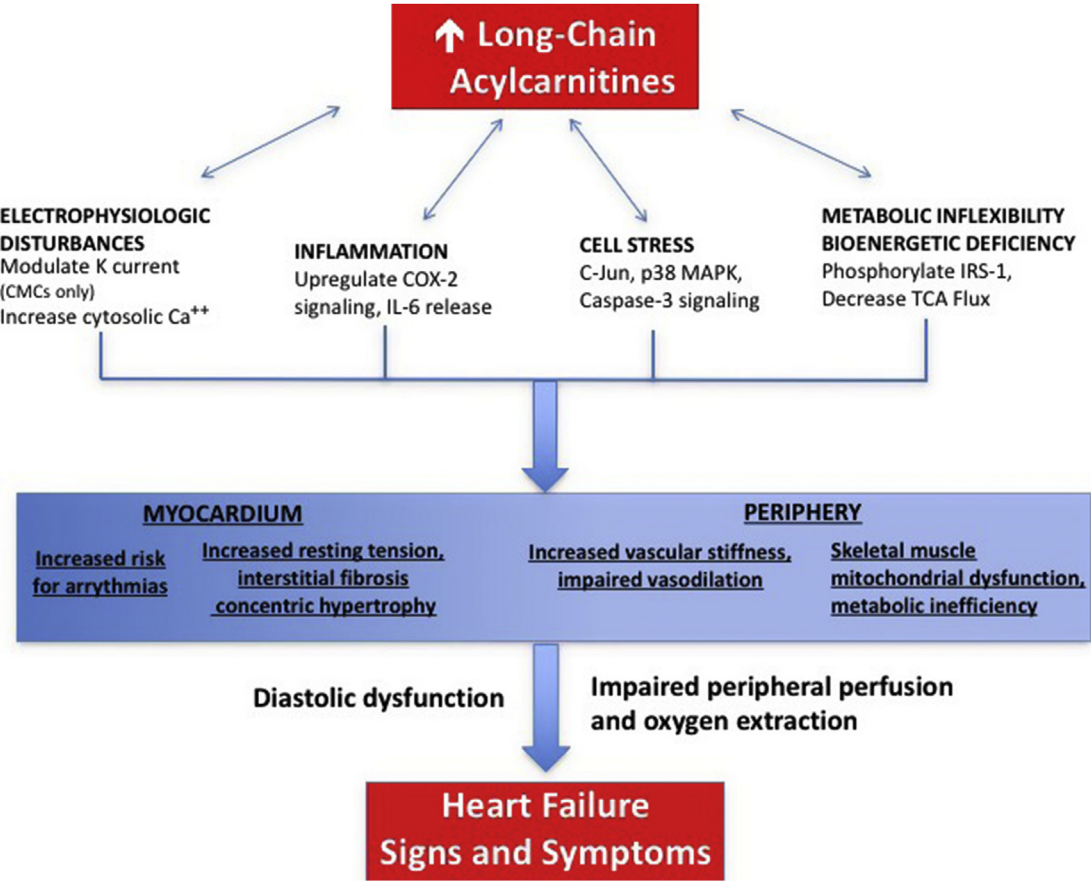 ↑ Long-Chain
Acylcarnitines
ELECTROPHYSIOLOGIC
DISTURBANCES
Modulate K current
(CMCs only)
Increase cytosolic Ca++
INFLAMMATION
Upregulate COX-2
signaling, IL-6 release
CELL STRESS
C-Jun, p38 MAPK,
Caspase-3 signaling
METABOLIC INFLEXIBILITY
BIOENERGETIC DEFICIENCY
Phosphorylate IRS-1,
Decrease TCA Flux
MYOCARDIUM
Increased risk
for arrythmias
Increased resting tension,
interstitial fibrosis
concentric hypertrophy
PERIPHERY
Increased vascular stiffness,
impaired vasodilation
Skeletal muscle
mitochondrial dysfunction,
metabolic inefficiency
Diastolic dysfunction
Impaired peripheral perfusion
and oxygen extraction
Heart Failure
Signs and Symptoms